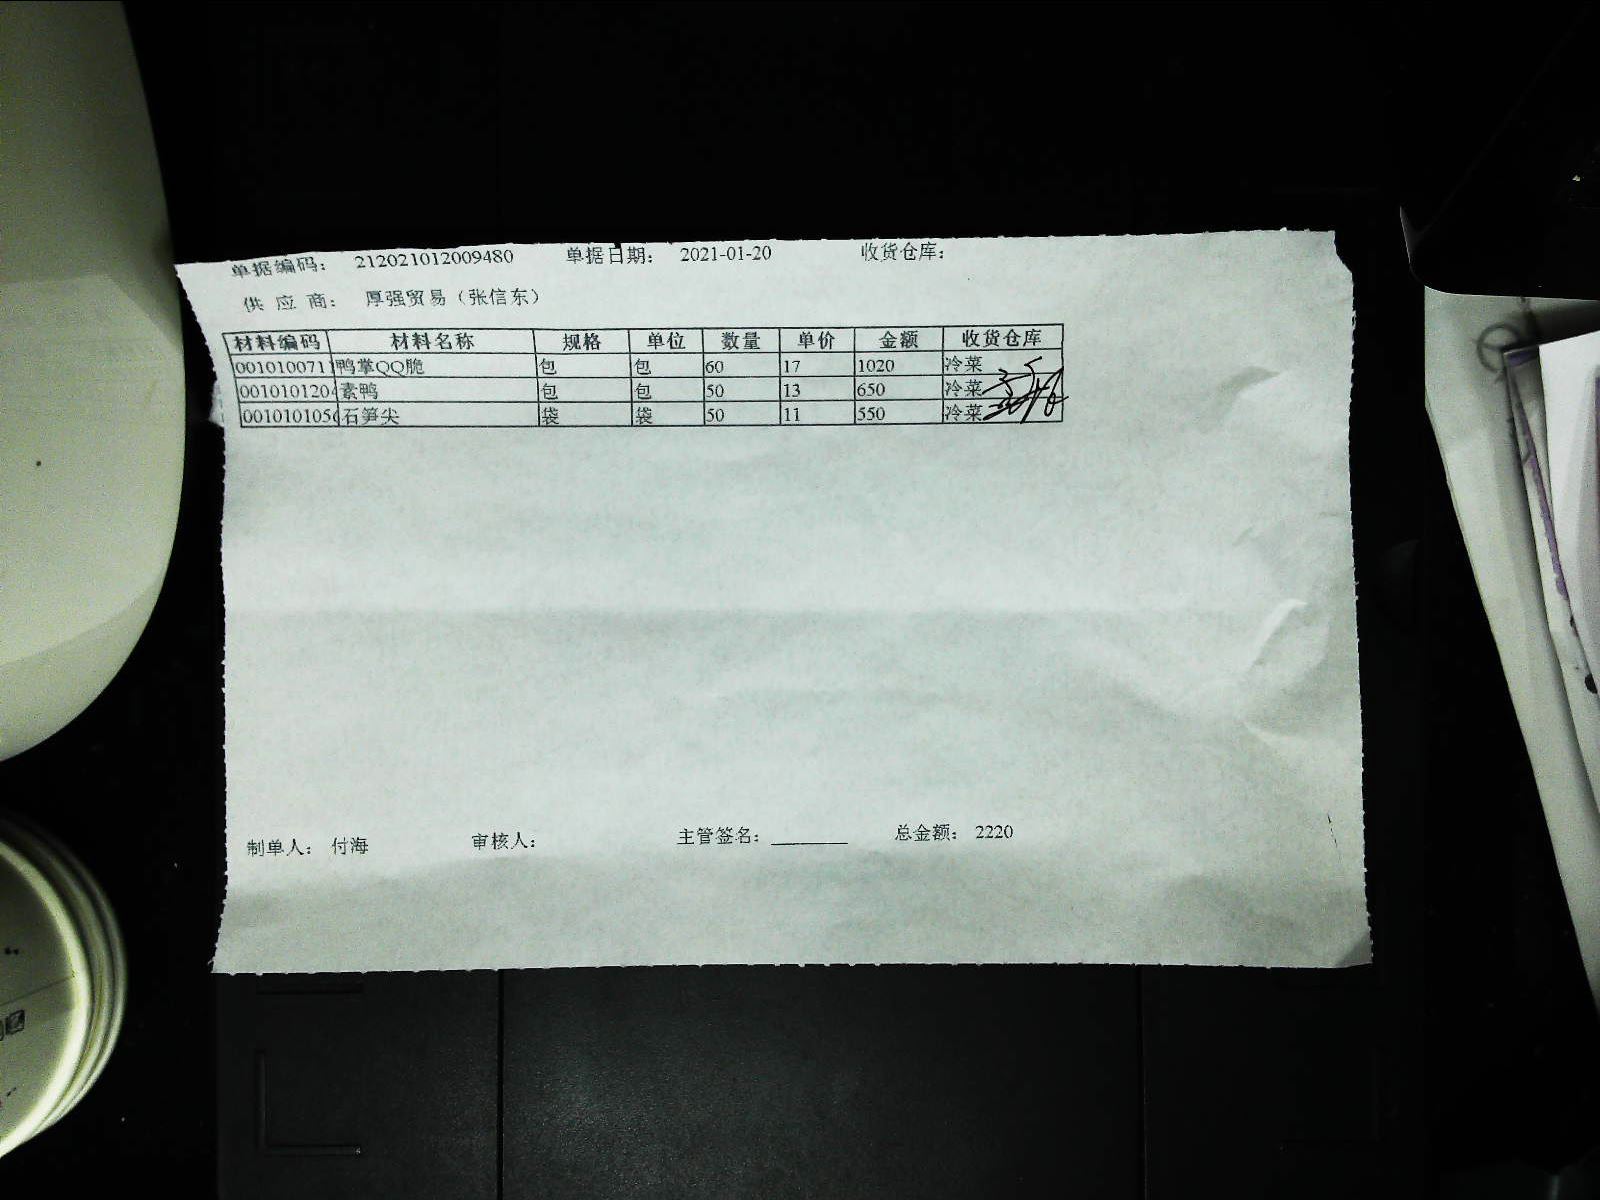 单据编码： 212021012009480 单据日期： 2021-01-20 收货仓库：
供 应 商： 厚强贸易（张信东）
材料编码 材料名称 规格 单位 数量 单价 金额 收货仓库
001010071 鸭掌QQ脆 包 包 60 17 1020 冷菜
001010120 素鸭 包 包 50 13 650 冷菜
001010105 石笋尖 袋 袋 50 11 550 冷菜
制单人： 付海 审核人： 主管签名： ________ 总金额： 2220